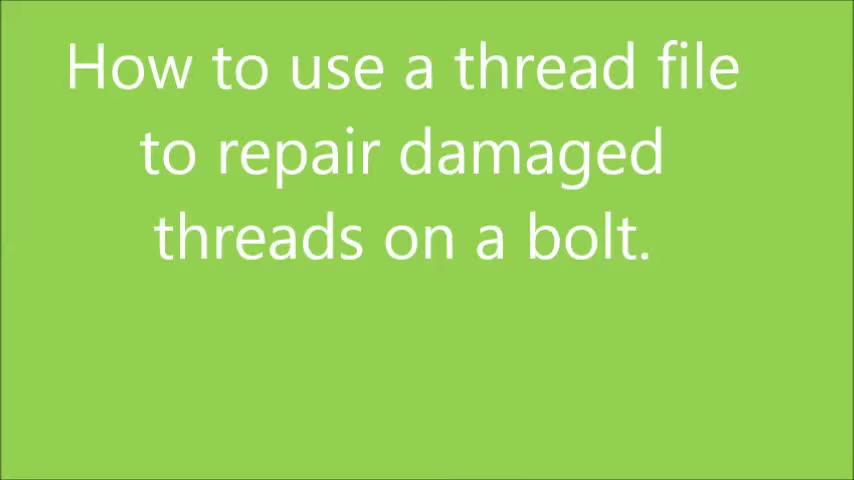 How to use a thread file
to repair damaged
threads on a bolt.